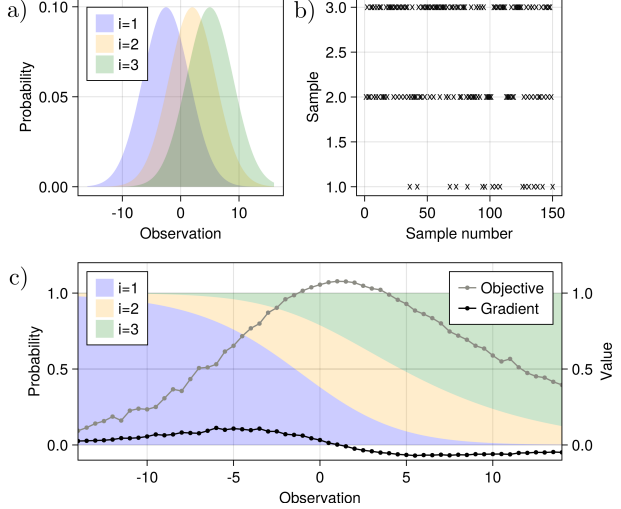 a)
0.10
0.05
0.00
Probability
i=1
i=2
i=3
-10
0
10
Observation
b)
3.0
2.5
2.0
1.5
1.0
Sample
0
50
100
150
Sample number
c)
1.0
0.5
0.0
Probability
i=1
i=2
i=3
Objective
Gradient
1.0
0.5
0.0
Value
-10
-5
0
5
10
Observation